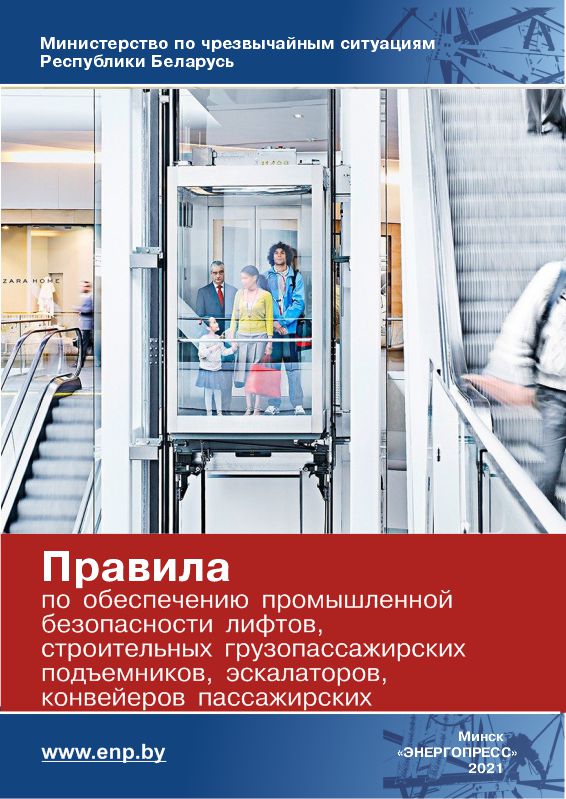 Министерство по чрезвычайным ситуациям
Республики Беларусь
ZARA HOME
Правила
по обеспечению промышленной
безопасности лифтов,
строительных грузопассажирских
подъемников, эскалаторов,
конвейеров пассажирских
www.enp.by
Минск
«ЭНЕРГОПРЕСС»
2021